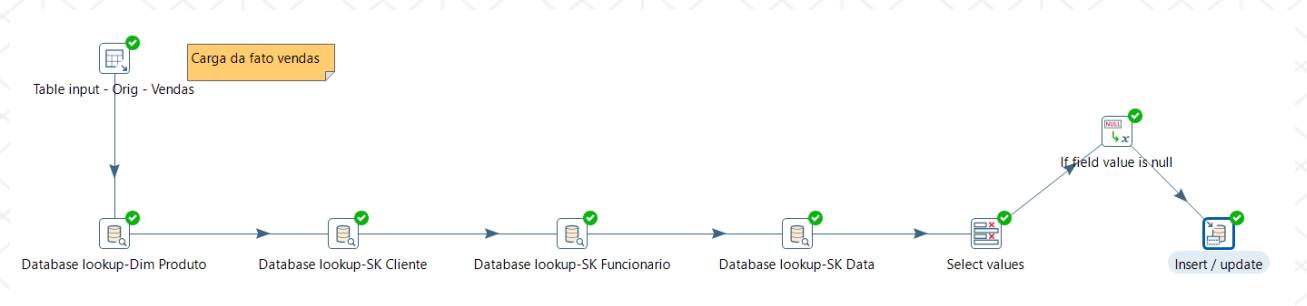 Carga da fato vendas
Table input - Orig - Vendas
NULL
x
If field value is null
Database lookup-Dim Produto
Database lookup-SK Cliente
Database lookup-SK Funcionario
Database lookup-SK Data
Select values
Insert / update